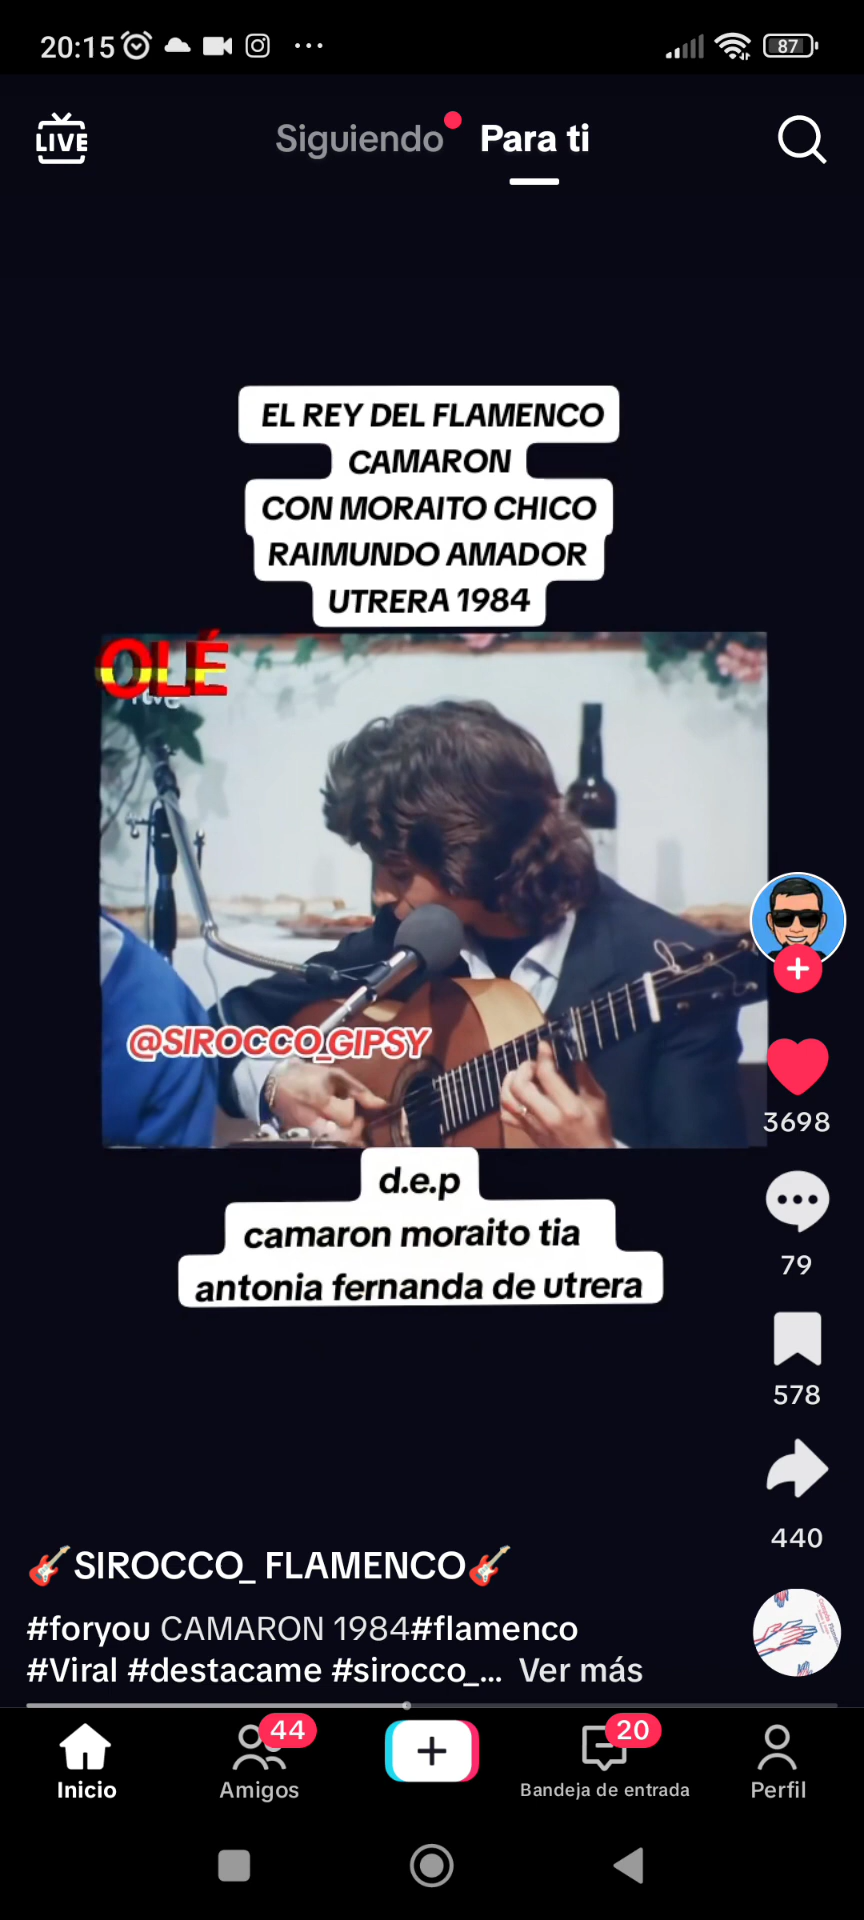 20:15
87
LIVE
Siguiendo
Para ti
EL REY DEL FLAMENCO
CAMARON
CON MORAITO CHICO
RAIMUNDO AMADOR
UTRERA 1984
OLÉ
rtve
@SIROCCO_GIPSY
3698
d.e.p
79
camaron moraito tia
antonia fernanda de utrera
578
440
SIROCCO_ FLAMENCO
#foryou CAMARON 1984#flamenco
#Viral #destacame #sirocco_... Ver más
44
20
Inicio
Amigos
Bandeja de entrada
Perfil